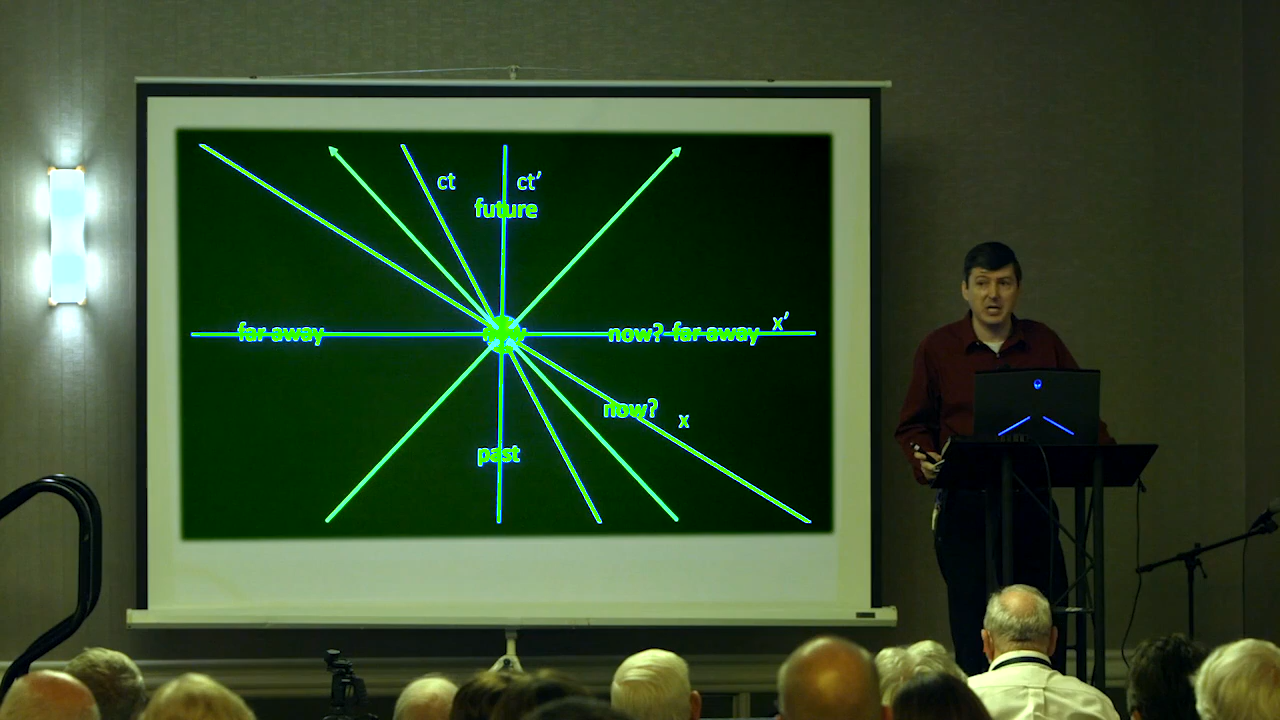 ct ct’
future
far away now? far away x’
now? x
past